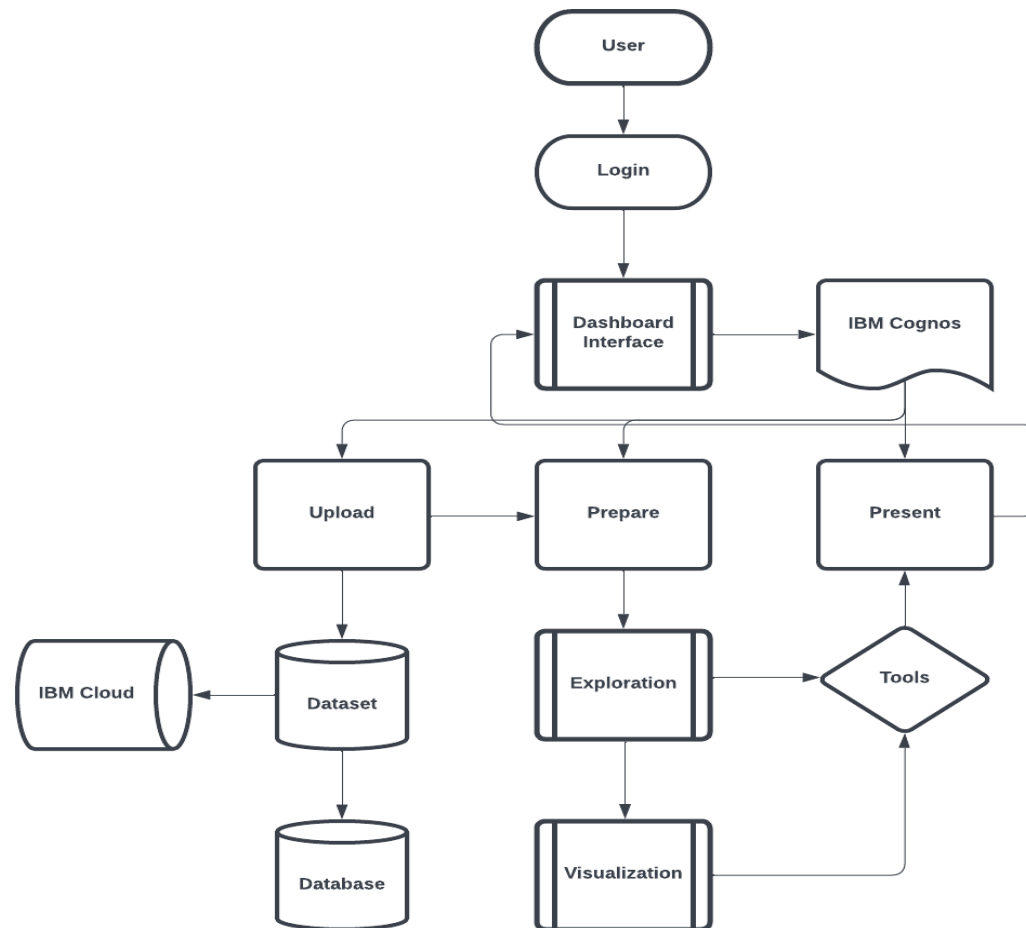 User
Login
Dashboard
Interface
IBM Cognos
Upload
Prepare
Present
IBM Cloud
Dataset
Exploration
Tools
Database
Visualization